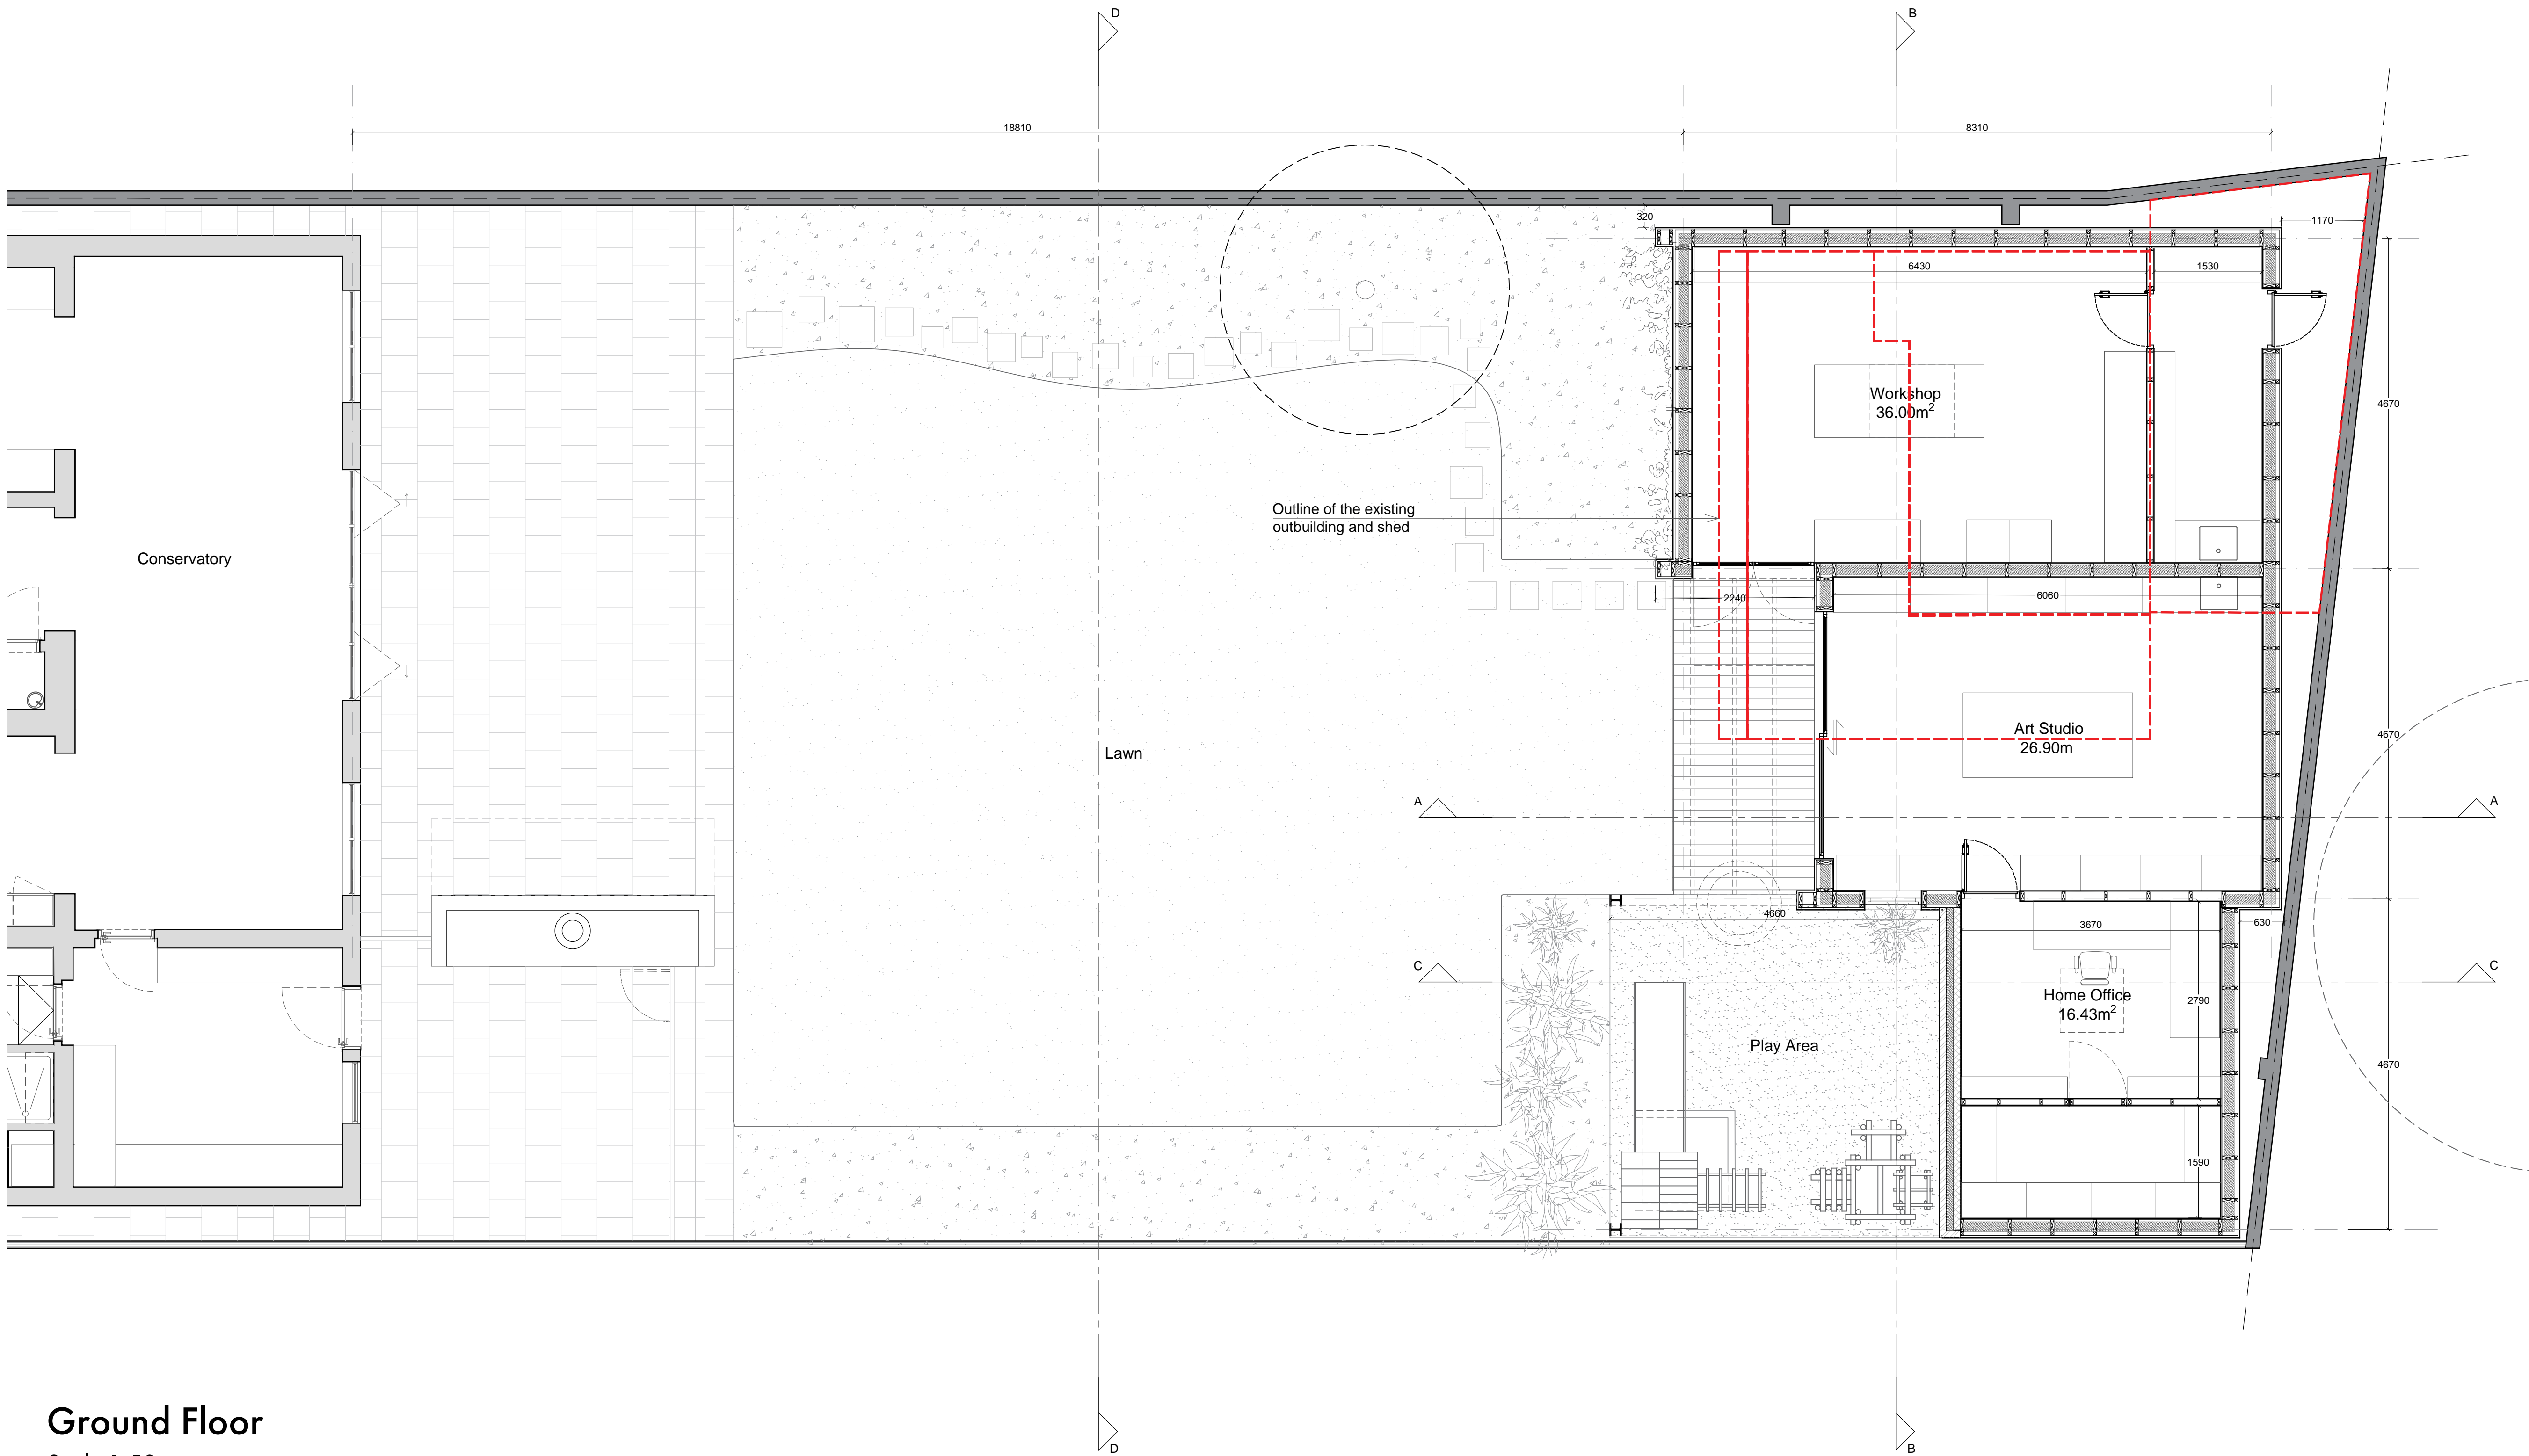 D
B
18810
8310
320
1170
6430
1530
Workshop
36.00m²
4670
Outline of the existing
outbuilding and shed
Conservatory
2240
6060
Art Studio
26.90m
4670
Lawn
A
A
4660
3670
630
C
C
Home Office
16.43m²
2790
Play Area
4670
1590
Ground Floor
D
B